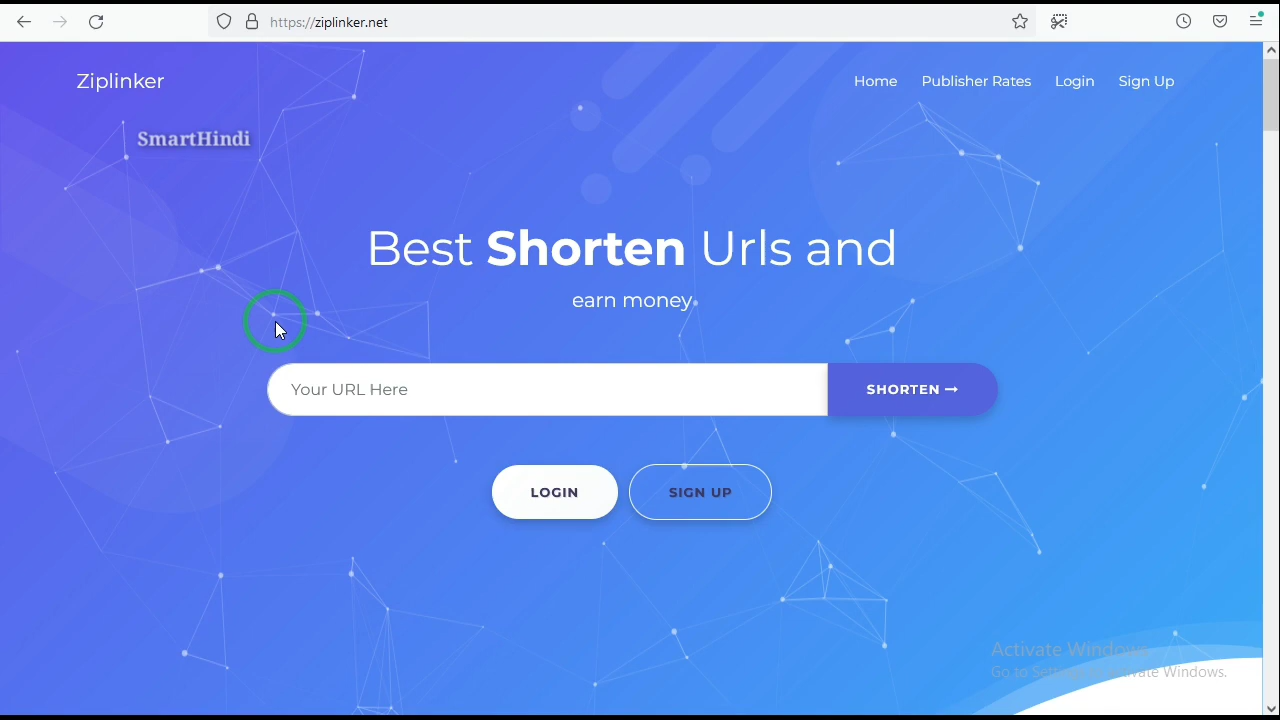 https://ziplinker.net
Ziplinker
Home
Publisher Rates
Login
Sign Up
SmartHindi
Best Shorten Urls and
earn money
Your URL Here
SHORTEN →
LOGIN
SIGN UP
Activate Windows
Go to Settings to Activate Windows.